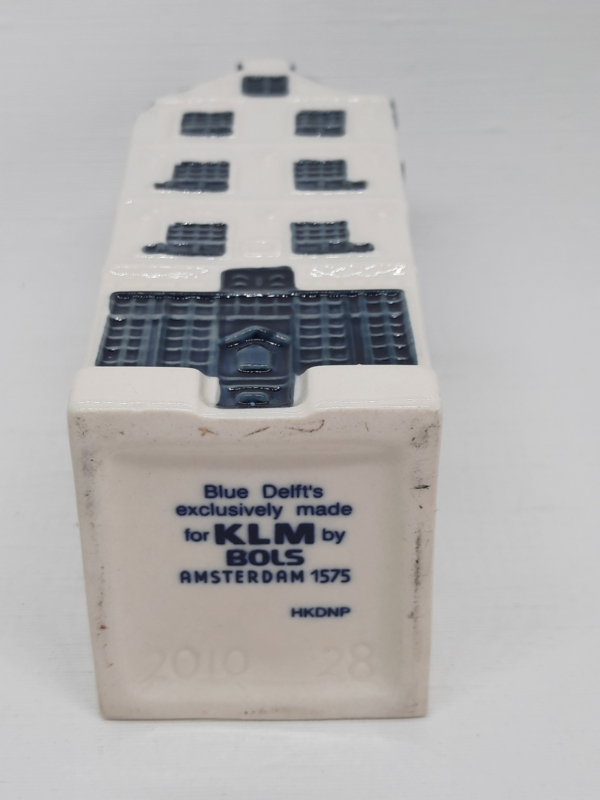 Blue Delft's
exclusively made
for KLM by
BOLS
AMSTERDAM 1575
HKDNP
2010 28